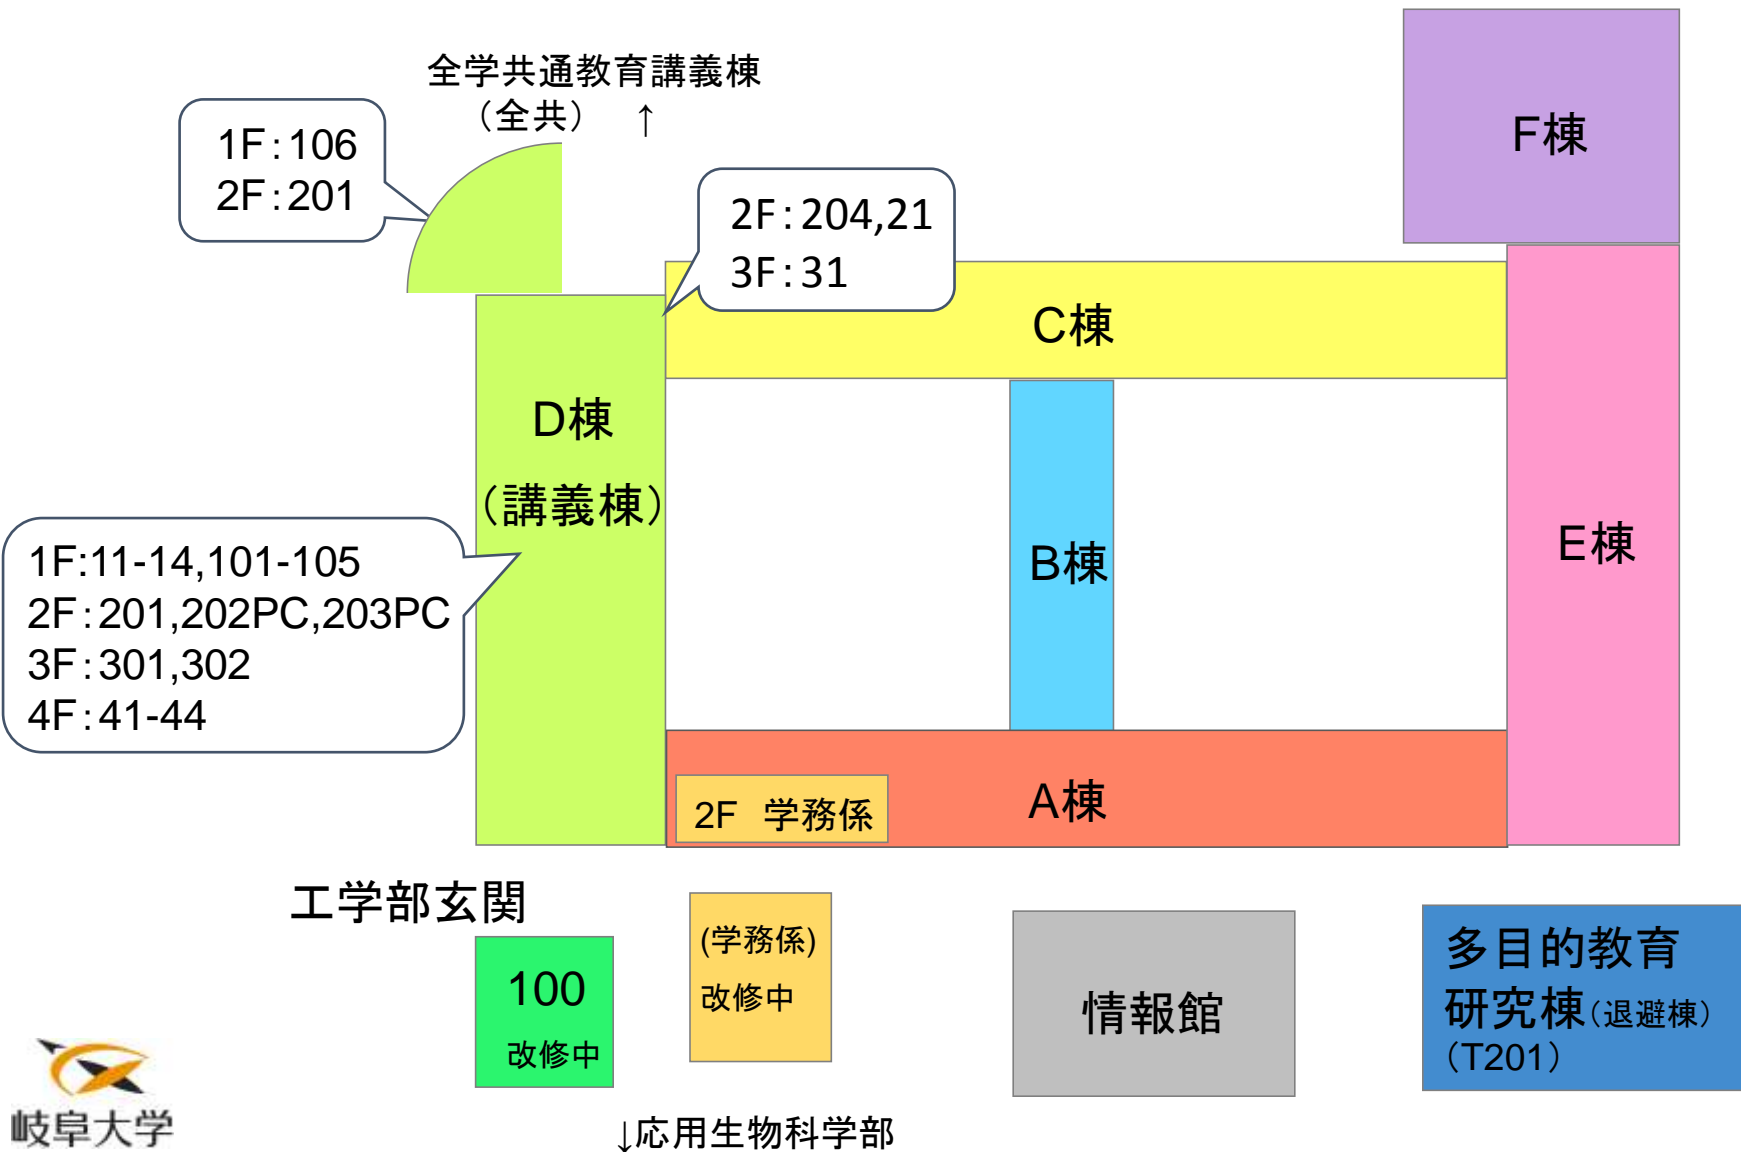 全学共通教育講義棟
（全共）　↑
1F：106
2F：201
2F：204,21
3F：31
F棟
C棟
D棟
（講義棟）
B棟
E棟
1F:11-14,101-105
2F：201,202PC,203PC
3F：301,302
4F：41-44
A棟
2F　学務係
工学部玄関
100
改修中
(学務係)
改修中
情報館
多目的教育
研究棟（退避棟）
（T201）
岐阜大学
↓応用生物科学部